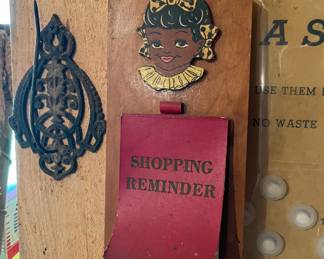 A S
USE THEM
NO WASTE
SHOPPING
REMINDER